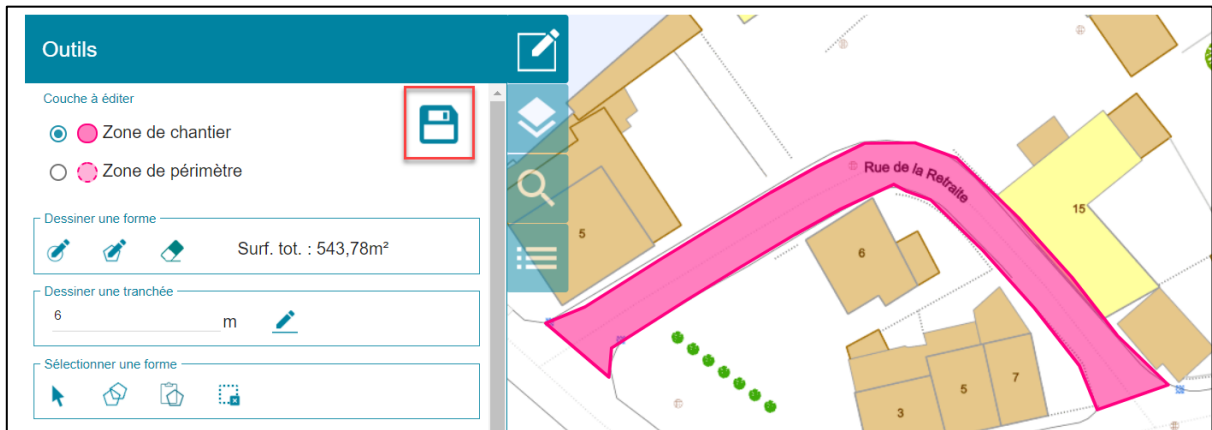 Outils
Couche à éditer
Zone de chantier
Zone de périmètre
Dessiner une forme
Surf. tot. : 543,78m²
Dessiner une tranchée
6 m
Sélectionner une forme
Rue de la Retraite
15
5
6
7
5
3